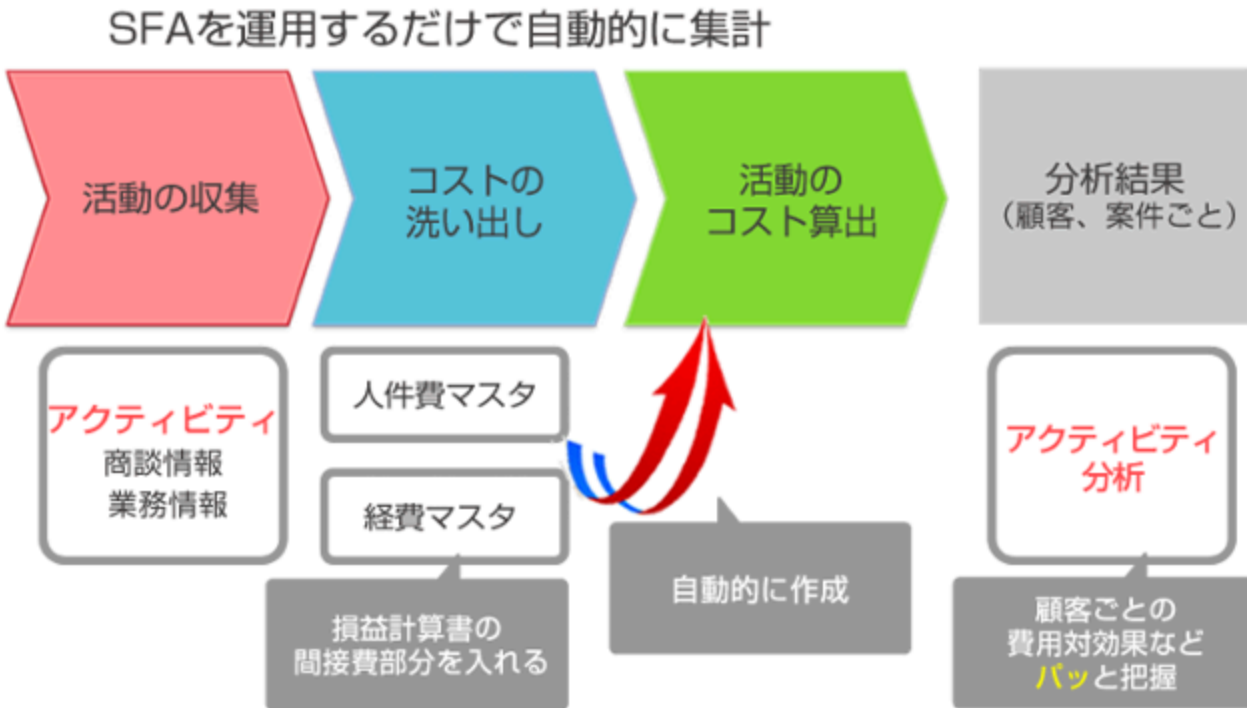 SFAを運用するだけで自動的に集計
活動の収集
コストの
洗い出し
活動の
コスト算出
分析結果
（顧客、案件ごと）
アクティビティ
商談情報
業務情報
人件費マスタ
経費マスタ
損益計算書の
間接費部分を入れる
自動的に作成
アクティビティ
分析
顧客ごとの
費用対効果など
パッと把握